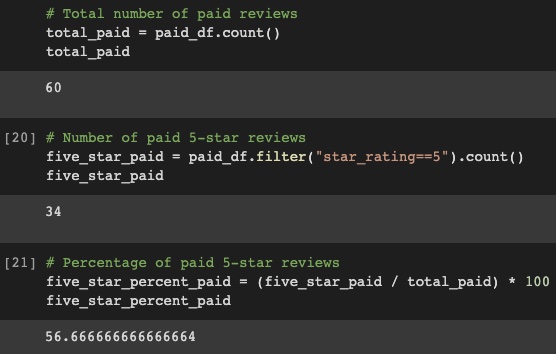 # Total number of paid reviews
total_paid = paid_df.count()
total_paid
60
[20] # Number of paid 5-star reviews
five_star_paid = paid_df.filter("star_rating==5").count()
five_star_paid
34
[21] # Percentage of paid 5-star reviews
five_star_percent_paid = (five_star_paid / total_paid) * 100
five_star_percent_paid
56.666666666666664